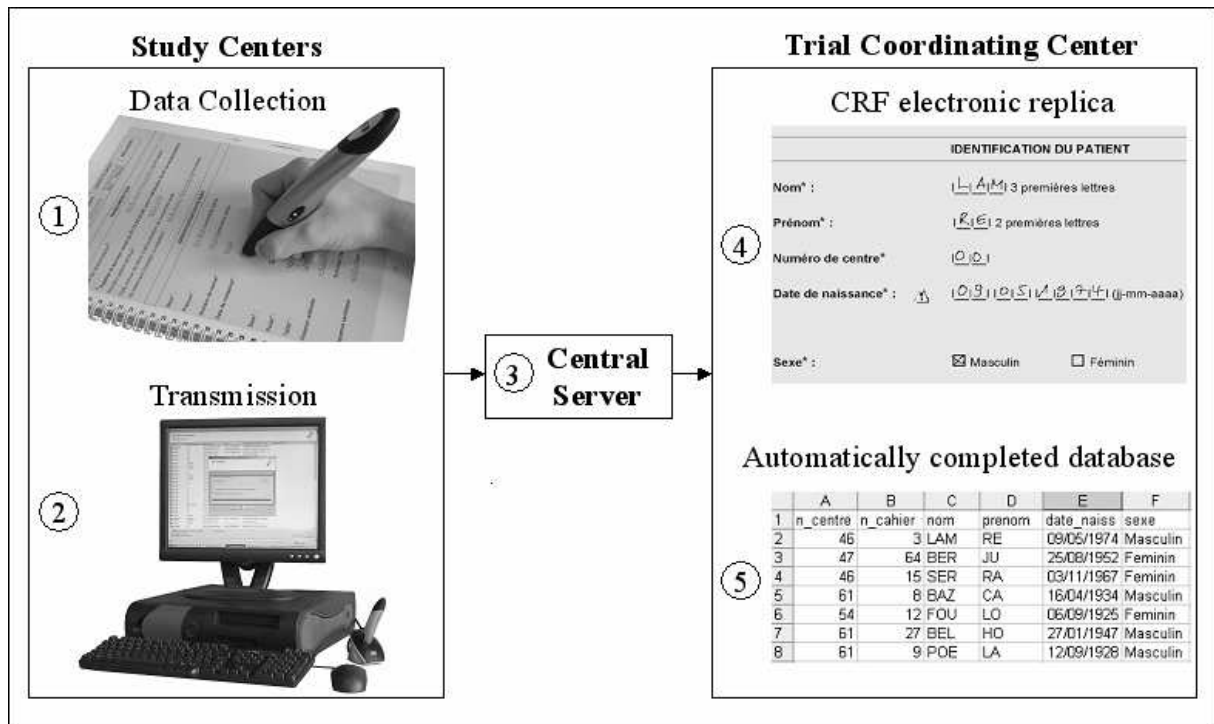 Study Centers
Data Collection
1
Transmission
2
3 Central
Server
Trial Coordinating Center
CRF electronic replica
4
IDENTIFICATION DU PATIENT
Nom* : LAM 3 premières lettres
Prénom* : RE 2 premières lettres
Numéro de centre* 00
Date de naissance* : 09 05 1974 (jj-mm-aaaa)
Sexe* : ☒ Masculin ☐ Féminin
Automatically completed database
5
A B C D E F
1 n_centre n_cahier nom prenom date_naiss sexe
2 46 3 LAM RE 09/05/1974 Masculin
3 47 64 BER JU 25/08/1952 Feminin
4 46 15 SER RA 03/11/1967 Feminin
5 61 8 BAZ CA 16/04/1934 Masculin
6 54 12 FOU LO 06/09/1925 Feminin
7 61 27 BEL HO 27/01/1947 Masculin
8 61 9 POE LA 12/09/1928 Masculin